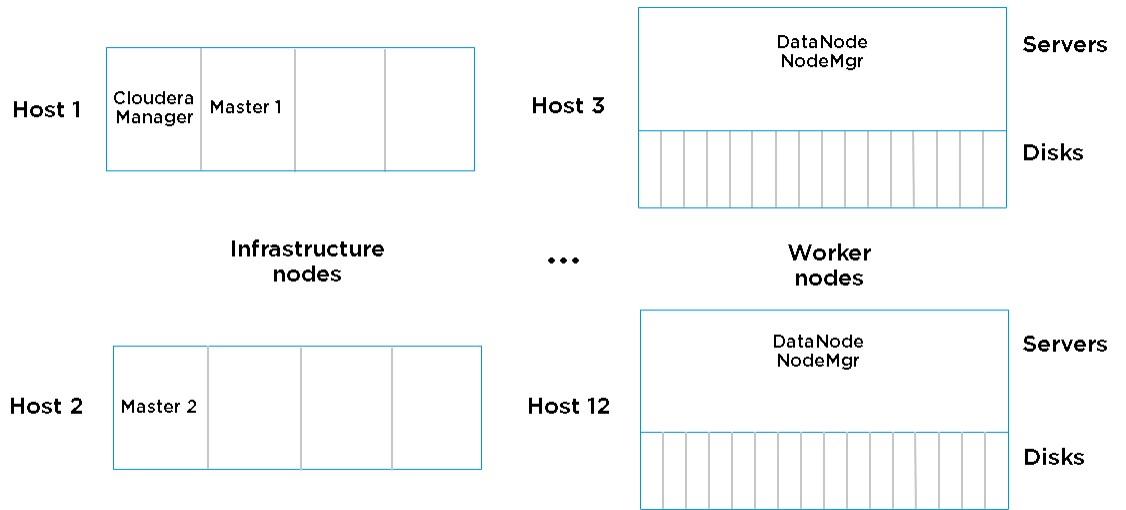 Host 1
Cloudera
Manager
Master 1
Host 3
DataNode
NodeMgr
Servers
Disks
Infrastructure
nodes
...
Worker
nodes
Host 2
Master 2
Host 12
DataNode
NodeMgr
Servers
Disks